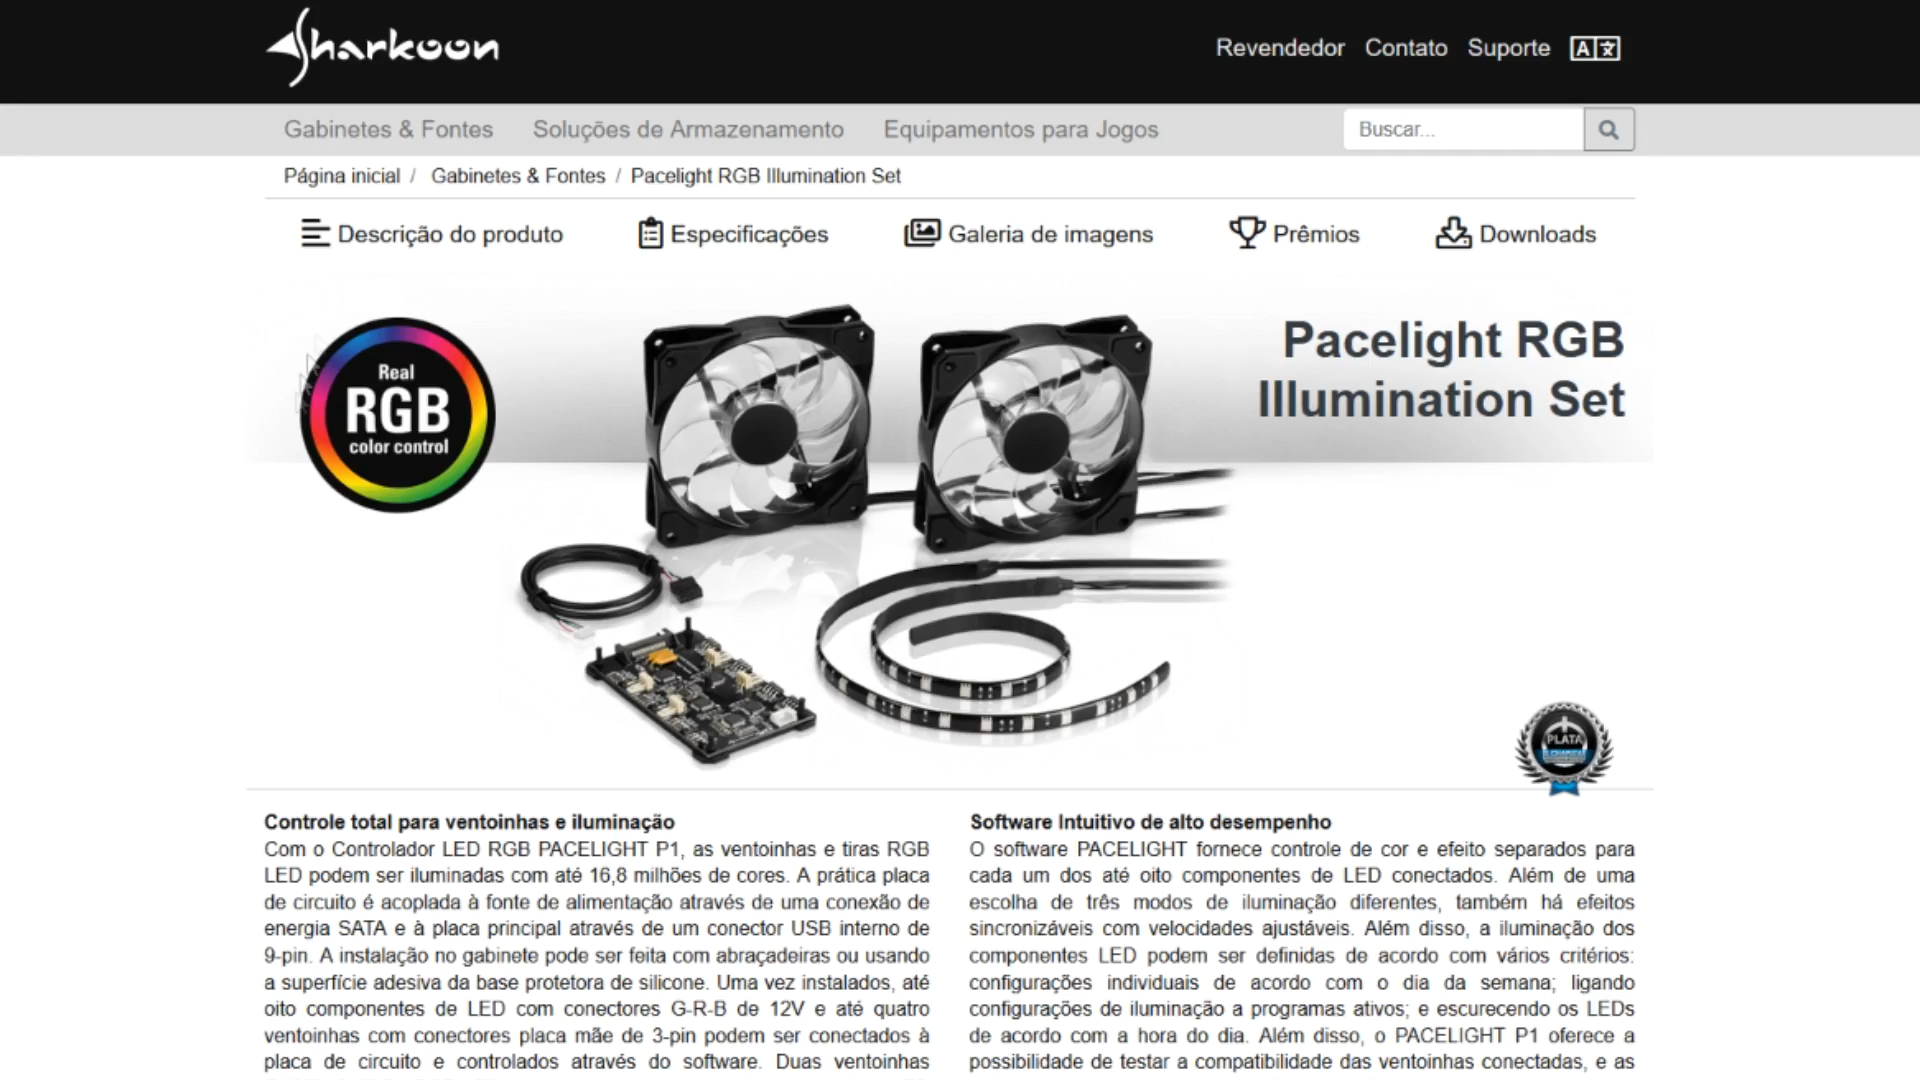 Sharkoon
Revendedor Contato Suporte A 文
Gabinetes & Fontes Soluções de Armazenamento Equipamentos para Jogos Buscar...
Página inicial / Gabinetes & Fontes / Pacelight RGB Illumination Set
Descrição do produto Especificações Galeria de imagens Prêmios Downloads
Real
RGB
color control
Pacelight RGB
Illumination Set
PLATA
Controle total para ventoinhas e iluminação
Com o Controlador LED RGB PACELIGHT P1, as ventoinhas e tiras RGB
LED podem ser iluminadas com até 16,8 milhões de cores. A prática placa
de circuito é acoplada à fonte de alimentação através de uma conexão de
energia SATA e à placa principal através de um conector USB interno de
9-pin. A instalação no gabinete pode ser feita com abraçadeiras ou usando
a superfície adesiva da base protetora de silicone. Uma vez instalados, até
oito componentes de LED com conectores G-R-B de 12V e até quatro
ventoinhas com conectores placa mãe de 3-pin podem ser conectados à
placa de circuito e controlados através do software. Duas ventoinhas
Software Intuitivo de alto desempenho
O software PACELIGHT fornece controle de cor e efeito separados para
cada um dos até oito componentes de LED conectados. Além de uma
escolha de três modos de iluminação diferentes, também há efeitos
sincronizáveis com velocidades ajustáveis. Além disso, a iluminação dos
componentes LED podem ser definidas de acordo com vários critérios:
configurações individuais de acordo com o dia da semana; ligando
configurações de iluminação a programas ativos; e escurecendo os LEDs
de acordo com a hora do dia. Além disso, o PACELIGHT P1 oferece a
possibilidade de testar a compatibilidade das ventoinhas conectadas, e as